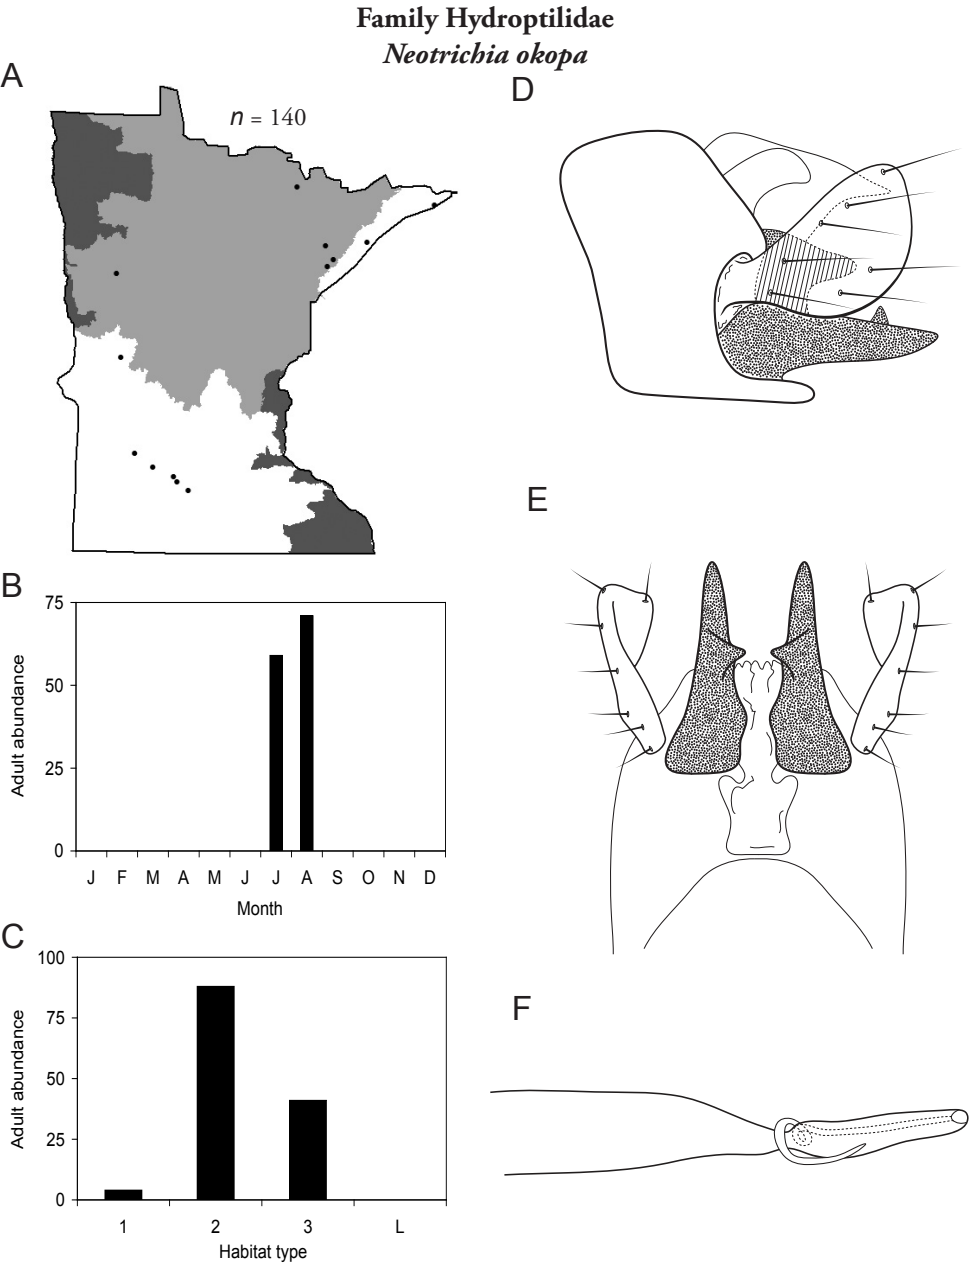 Family Hydroptilidae
Neotrichia okopa
A
n = 140
B
75
50
25
0
Adult abundance
J F M A M J J A S O N D
Month
C
100
75
50
25
0
Adult abundance
1 2 3 L
Habitat type
D
E
F